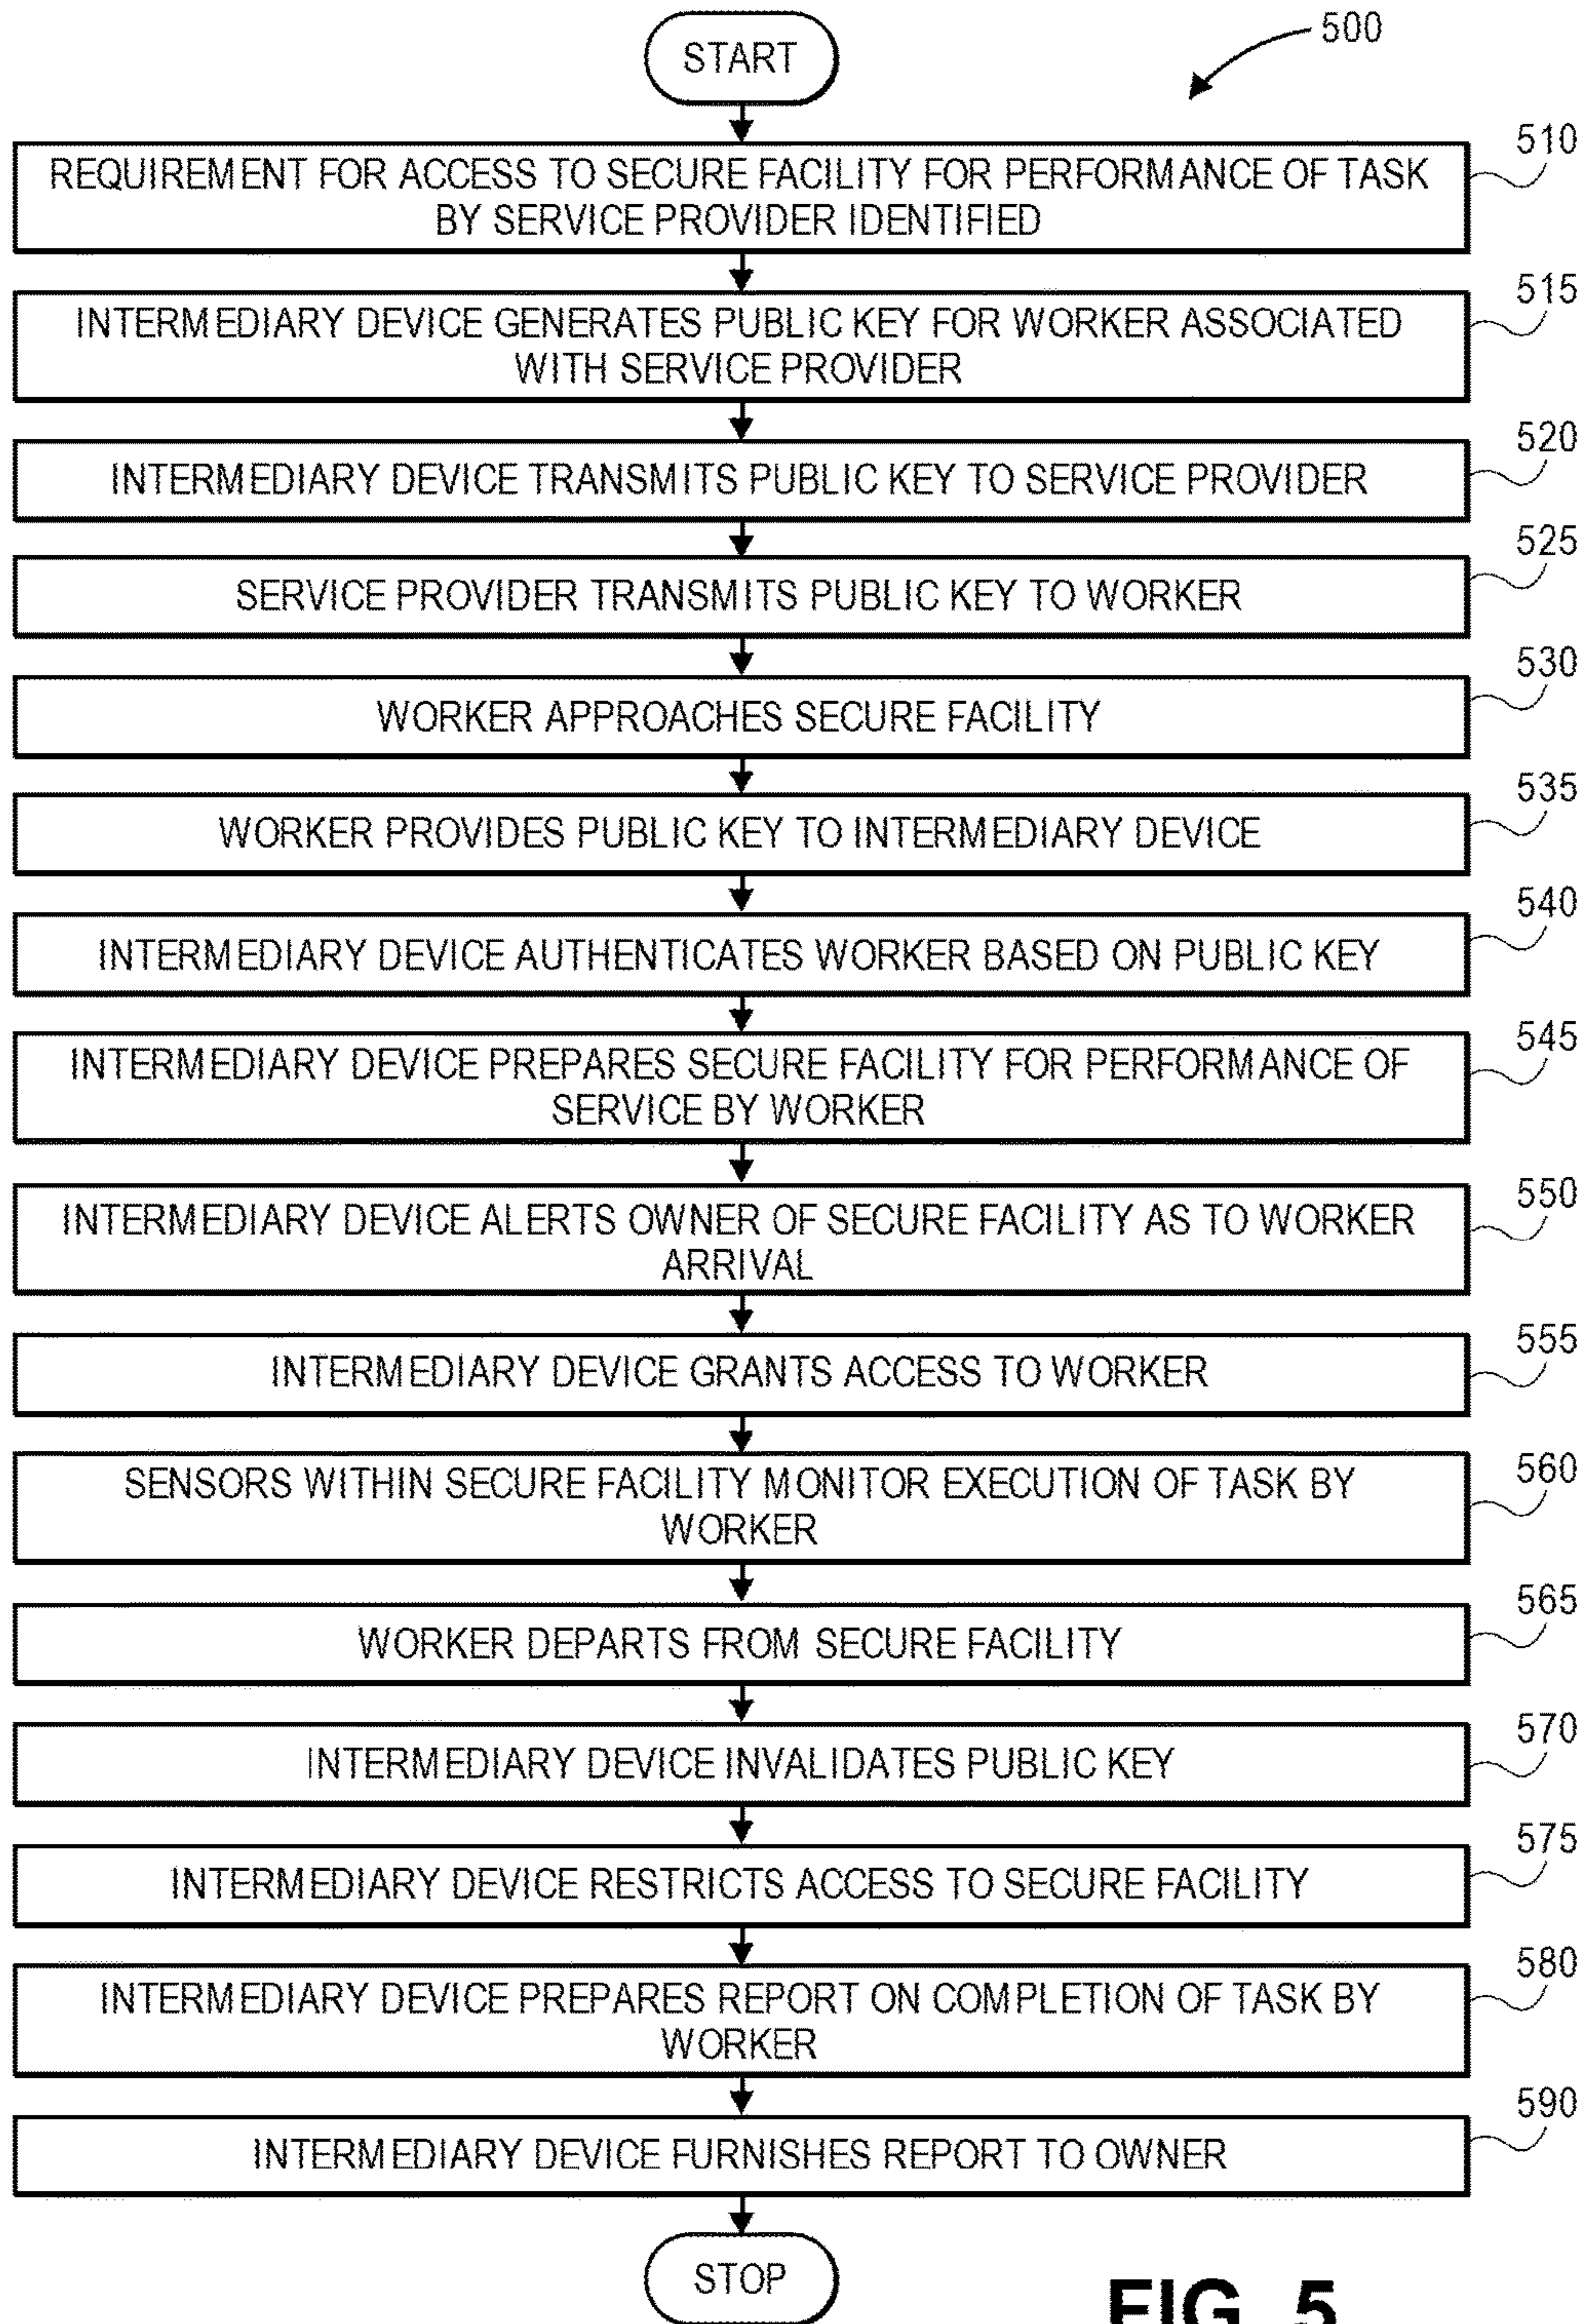 START
500
REQUIREMENT FOR ACCESS TO SECURE FACILITY FOR PERFORMANCE OF TASK
BY SERVICE PROVIDER IDENTIFIED
510
INTERMEDIARY DEVICE GENERATES PUBLIC KEY FOR WORKER ASSOCIATED
WITH SERVICE PROVIDER
515
INTERMEDIARY DEVICE TRANSMITS PUBLIC KEY TO SERVICE PROVIDER
520
SERVICE PROVIDER TRANSMITS PUBLIC KEY TO WORKER
525
WORKER APPROACHES SECURE FACILITY
530
WORKER PROVIDES PUBLIC KEY TO INTERMEDIARY DEVICE
535
INTERMEDIARY DEVICE AUTHENTICATES WORKER BASED ON PUBLIC KEY
540
INTERMEDIARY DEVICE PREPARES SECURE FACILITY FOR PERFORMANCE OF
SERVICE BY WORKER
545
INTERMEDIARY DEVICE ALERTS OWNER OF SECURE FACILITY AS TO WORKER
ARRIVAL
550
INTERMEDIARY DEVICE GRANTS ACCESS TO WORKER
555
SENSORS WITHIN SECURE FACILITY MONITOR EXECUTION OF TASK BY
WORKER
560
WORKER DEPARTS FROM SECURE FACILITY
565
INTERMEDIARY DEVICE INVALIDATES PUBLIC KEY
570
INTERMEDIARY DEVICE RESTRICTS ACCESS TO SECURE FACILITY
575
INTERMEDIARY DEVICE PREPARES REPORT ON COMPLETION OF TASK BY
WORKER
580
INTERMEDIARY DEVICE FURNISHES REPORT TO OWNER
590
STOP
FIG. 5